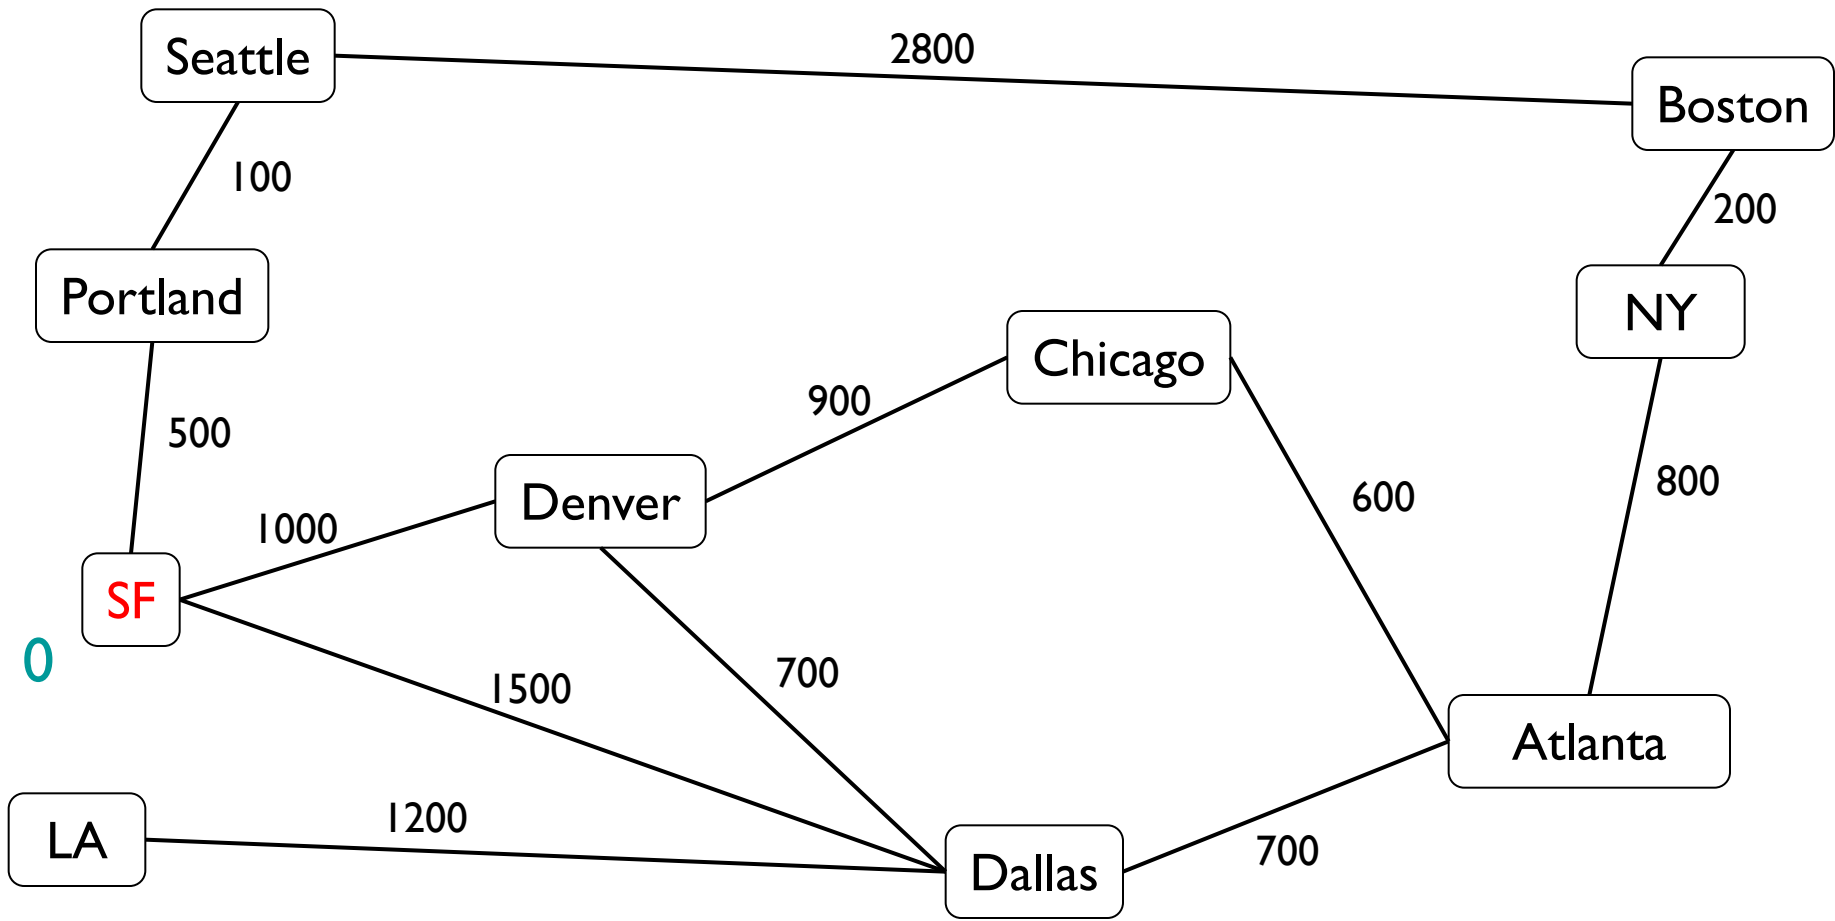 Seattle
2800
Boston
100
200
Portland
NY
Chicago
900
500
Denver
800
600
1000
SF
0
700
1500
Atlanta
1200
LA
700
Dallas